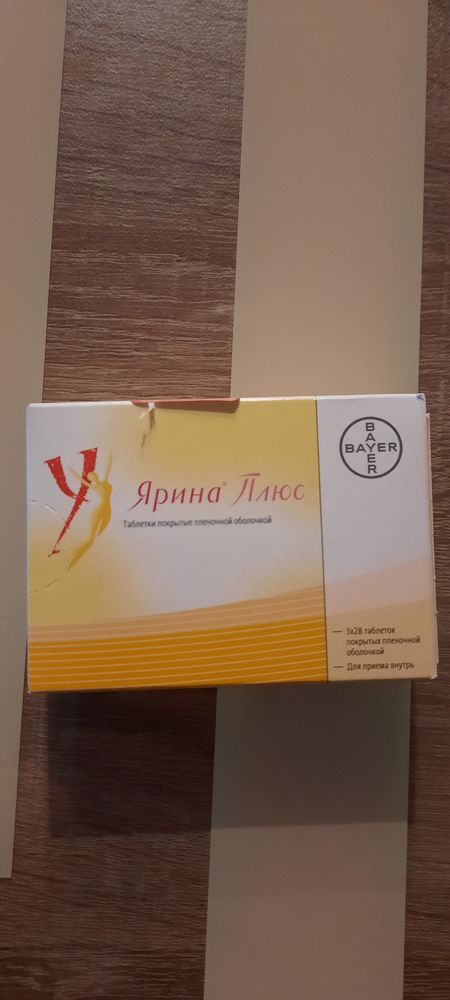 Ярина® Плюс
Таблетки покрытые пленочной оболочкой
BAYER
BAYER
— 3х28 таблеток
покрытых пленочной
оболочкой
— Для приема внутрь